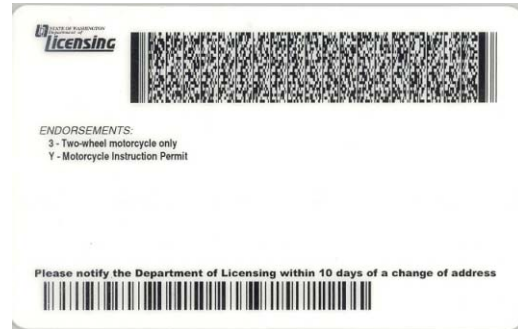 STATE OF WASHINGTON
Department of
Licensing
ENDORSEMENTS:
3 - Two-wheel motorcycle only
Y - Motorcycle Instruction Permit
Please notify the Department of Licensing within 10 days of a change of address